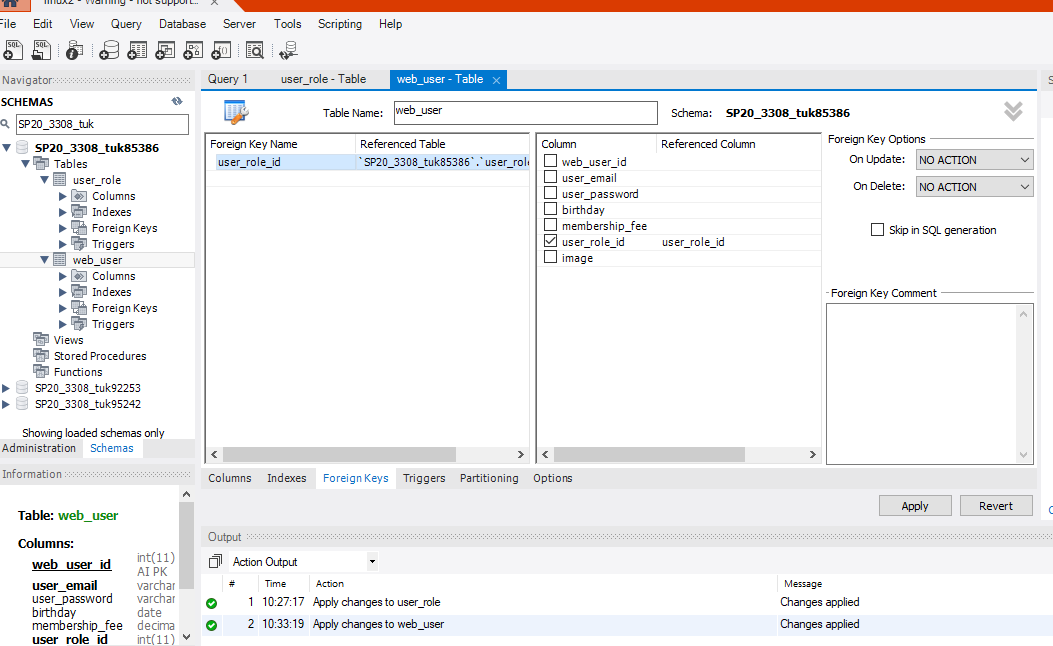 linux2 - Warning - not support...
File Edit View Query Database Server Tools Scripting Help
Navigator
SCHEMAS
SP20_3308_tuk
SP20_3308_tuk85386
Tables
user_role
Columns
Indexes
Foreign Keys
Triggers
web_user
Columns
Indexes
Foreign Keys
Triggers
Views
Stored Procedures
Functions
SP20_3308_tuk92253
SP20_3308_tuk95242
Showing loaded schemas only
Administration Schemas
Information
Table: web_user
Columns:
web_user_id int(11)
AI PK
user_email varchar
user_password varchar
birthday date
membership_fee decima
user_role_id int(11)
Query 1 user_role - Table web_user - Table
Table Name: web_user Schema: SP20_3308_tuk85386
Foreign Key Name Referenced Table
user_role_id `SP20_3308_tuk85386`.`user_role
Column Referenced Column
web_user_id
user_email
user_password
birthday
membership_fee
user_role_id user_role_id
image
Foreign Key Options
On Update: NO ACTION
On Delete: NO ACTION
Skip in SQL generation
Foreign Key Comment
Columns Indexes Foreign Keys Triggers Partitioning Options
Apply Revert
Output
Action Output
# Time Action Message
1 10:27:17 Apply changes to user_role Changes applied
2 10:33:19 Apply changes to web_user Changes applied